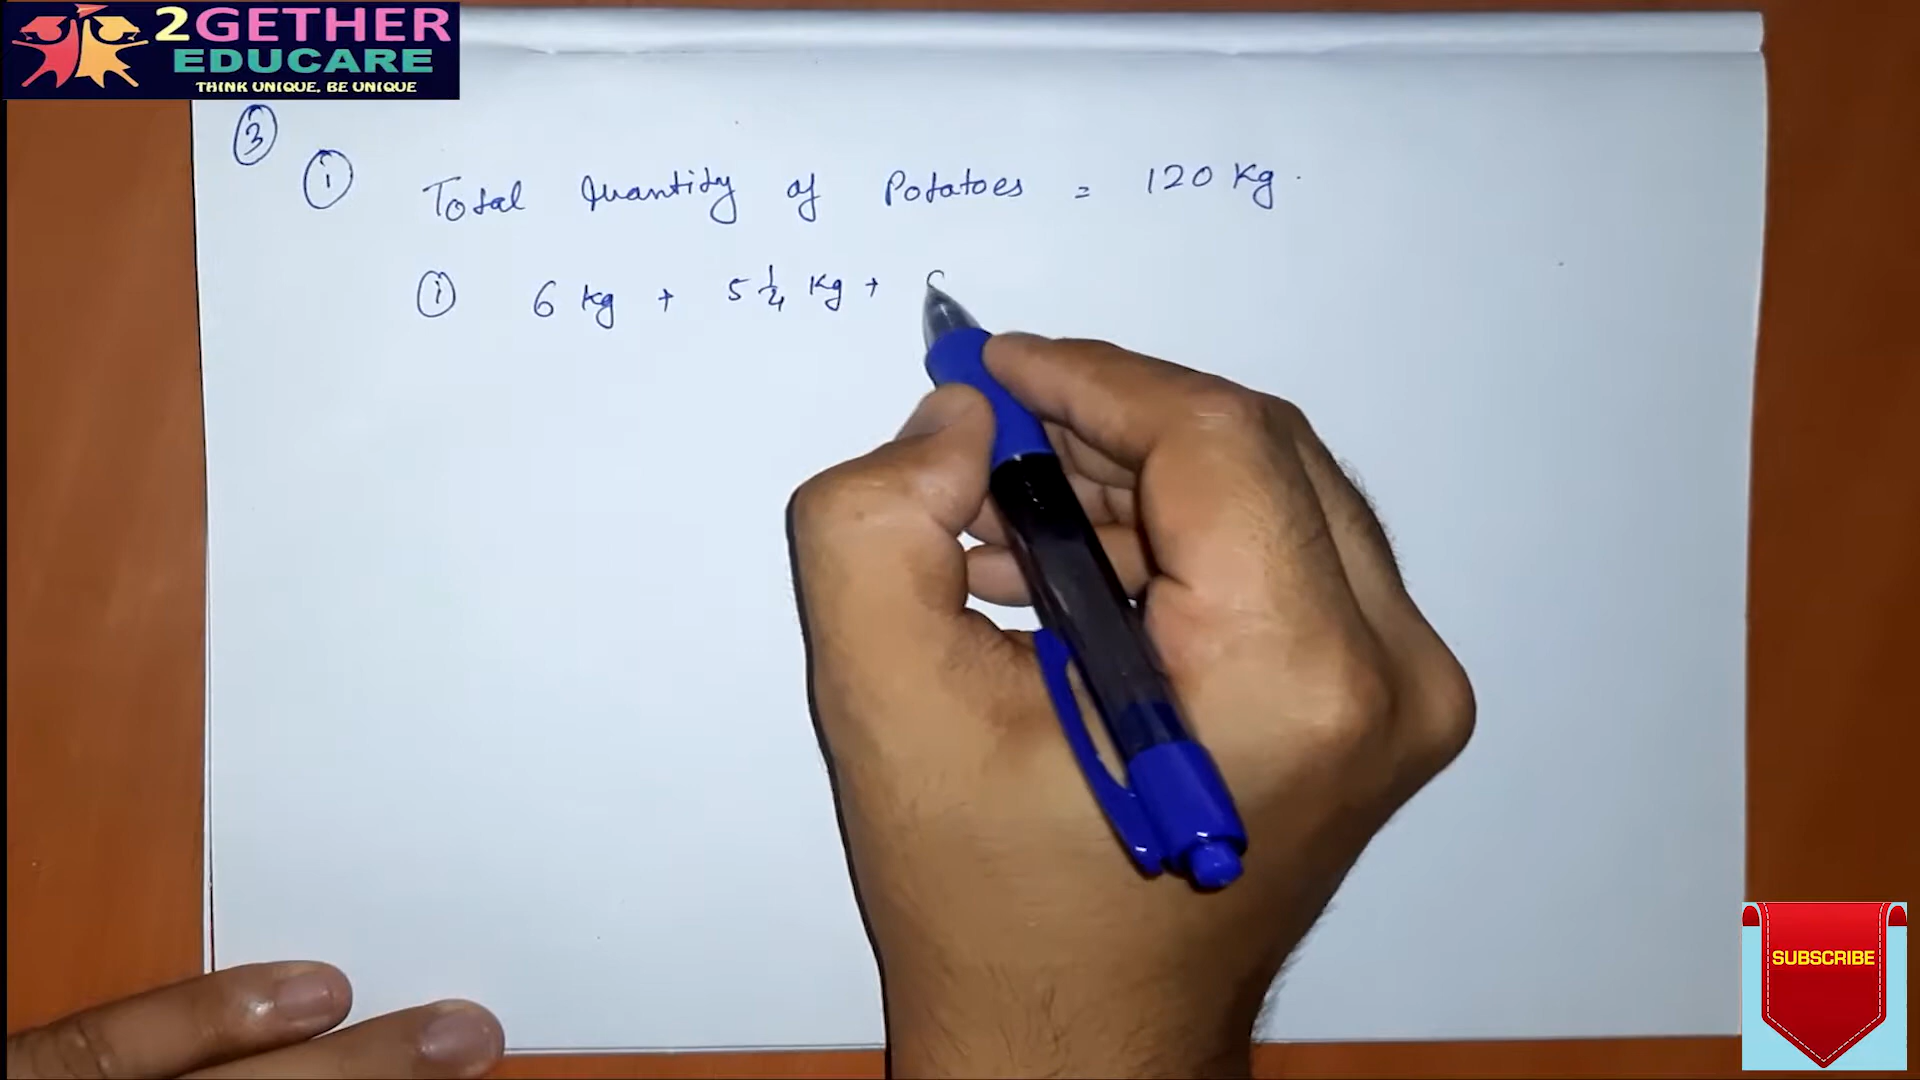 2GETHER
EDUCARE
THINK UNIQUE, BE UNIQUE
3
i Total Quantity of Potatoes = 120 Kg.
i 6 kg + 5 1/4 Kg +
SUBSCRIBE